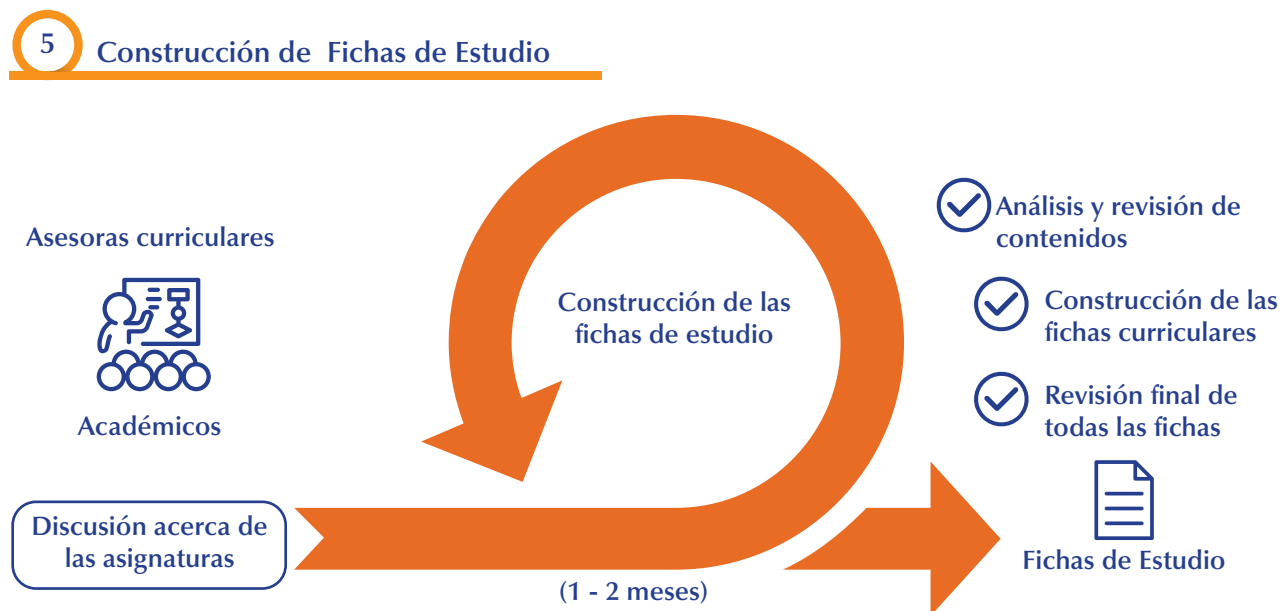 5
Construcción de Fichas de Estudio
Asesoras curriculares
Académicos
Discusión acerca de
las asignaturas
Construcción de las
fichas de estudio
(1 - 2 meses)
Análisis y revisión de
contenidos
Construcción de las
fichas curriculares
Revisión final de
todas las fichas
Fichas de Estudio